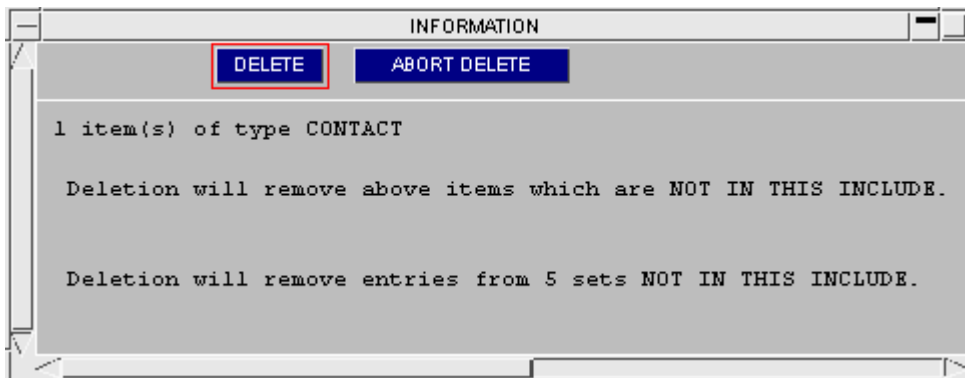 INFORMATION
DELETE ABORT DELETE
1 item(s) of type CONTACT
Deletion will remove above items which are NOT IN THIS INCLUDE.
Deletion will remove entries from 5 sets NOT IN THIS INCLUDE.